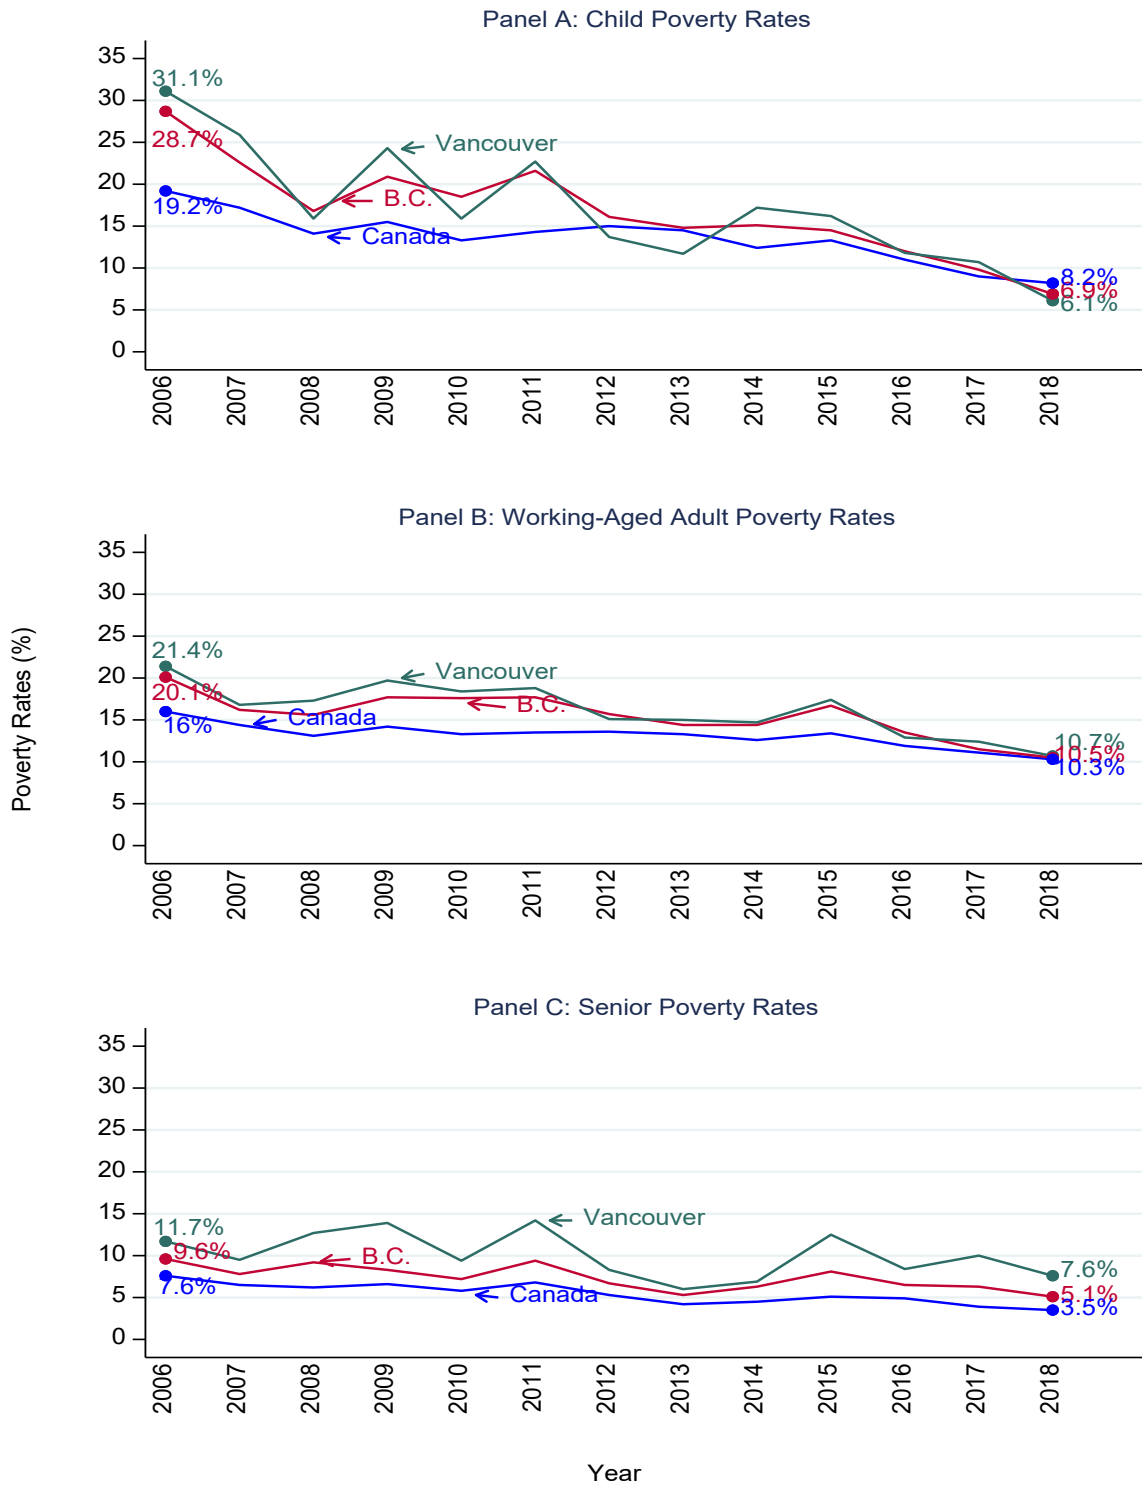 Panel A: Child Poverty Rates
35
30
25
20
15
10
5
0
31.1%
28.7%
19.2%
Vancouver
B.C.
Canada
8.2%
6.9%
6.1%
2006 2007 2008 2009 2010 2011 2012 2013 2014 2015 2016 2017 2018
Poverty Rates (%)
Panel B: Working-Aged Adult Poverty Rates
35
30
25
20
15
10
5
0
21.4%
20.1%
16%
Vancouver
B.C.
Canada
10.7%
10.5%
10.3%
2006 2007 2008 2009 2010 2011 2012 2013 2014 2015 2016 2017 2018
Panel C: Senior Poverty Rates
35
30
25
20
15
10
5
0
11.7%
9.6%
7.6%
Vancouver
B.C.
Canada
7.6%
5.1%
3.5%
2006 2007 2008 2009 2010 2011 2012 2013 2014 2015 2016 2017 2018
Year